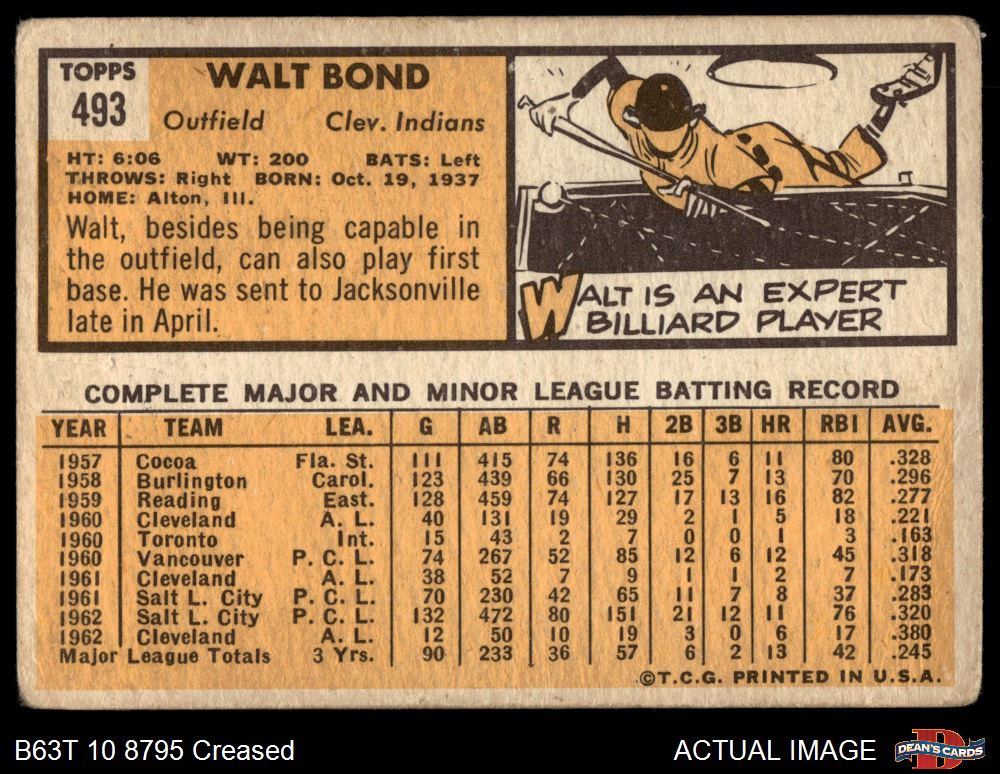 TOPPS
493
WALT BOND
Outfield Clev. Indians
HT: 6:06 WT: 200 BATS: Left
THROWS: Right BORN: Oct. 19, 1937
HOME: Alton, Ill.
Walt, besides being capable in
the outfield, can also play first
base. He was sent to Jacksonville
late in April.
WALT IS AN EXPERT
BILLIARD PLAYER
COMPLETE MAJOR AND MINOR LEAGUE BATTING RECORD
YEAR TEAM LEA. G AB R H 2B 3B HR RBI AVG.
1957 Cocoa Fla. St. 111 415 74 136 16 6 11 80 .328
1958 Burlington Carol. 123 439 66 130 25 7 13 70 .296
1959 Reading East. 128 459 74 127 17 13 16 82 .277
1960 Cleveland A. L. 40 131 19 29 2 1 5 18 .221
1960 Toronto Int. 15 43 2 7 0 0 1 3 .163
1960 Vancouver P. C. L. 74 267 52 85 12 6 12 45 .318
1961 Cleveland A. L. 38 52 7 9 1 1 2 7 .173
1961 Salt L. City P. C. L. 70 230 42 65 11 7 8 37 .283
1962 Salt L. City P. C. L. 132 472 80 151 21 12 11 76 .320
1962 Cleveland A. L. 12 50 10 19 3 0 6 17 .380
Major League Totals 3 Yrs. 90 233 36 57 6 2 13 42 .245
©T.C.G. PRINTED IN U.S.A.
B63T 10 8795 Creased
ACTUAL IMAGE
D
DEAN'S CARDS